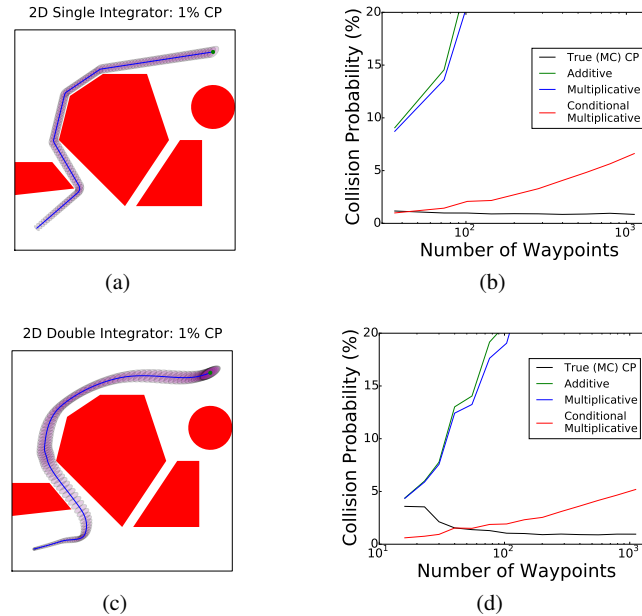 2D Single Integrator: 1% CP
(a)
20
15
10
5
0
Collision Probability (%)
True (MC) CP
Additive
Multiplicative
Conditional
Multiplicative
10²
10³
Number of Waypoints
(b)
2D Double Integrator: 1% CP
(c)
20
15
10
5
0
Collision Probability (%)
True (MC) CP
Additive
Multiplicative
Conditional
Multiplicative
10¹
10²
10³
Number of Waypoints
(d)